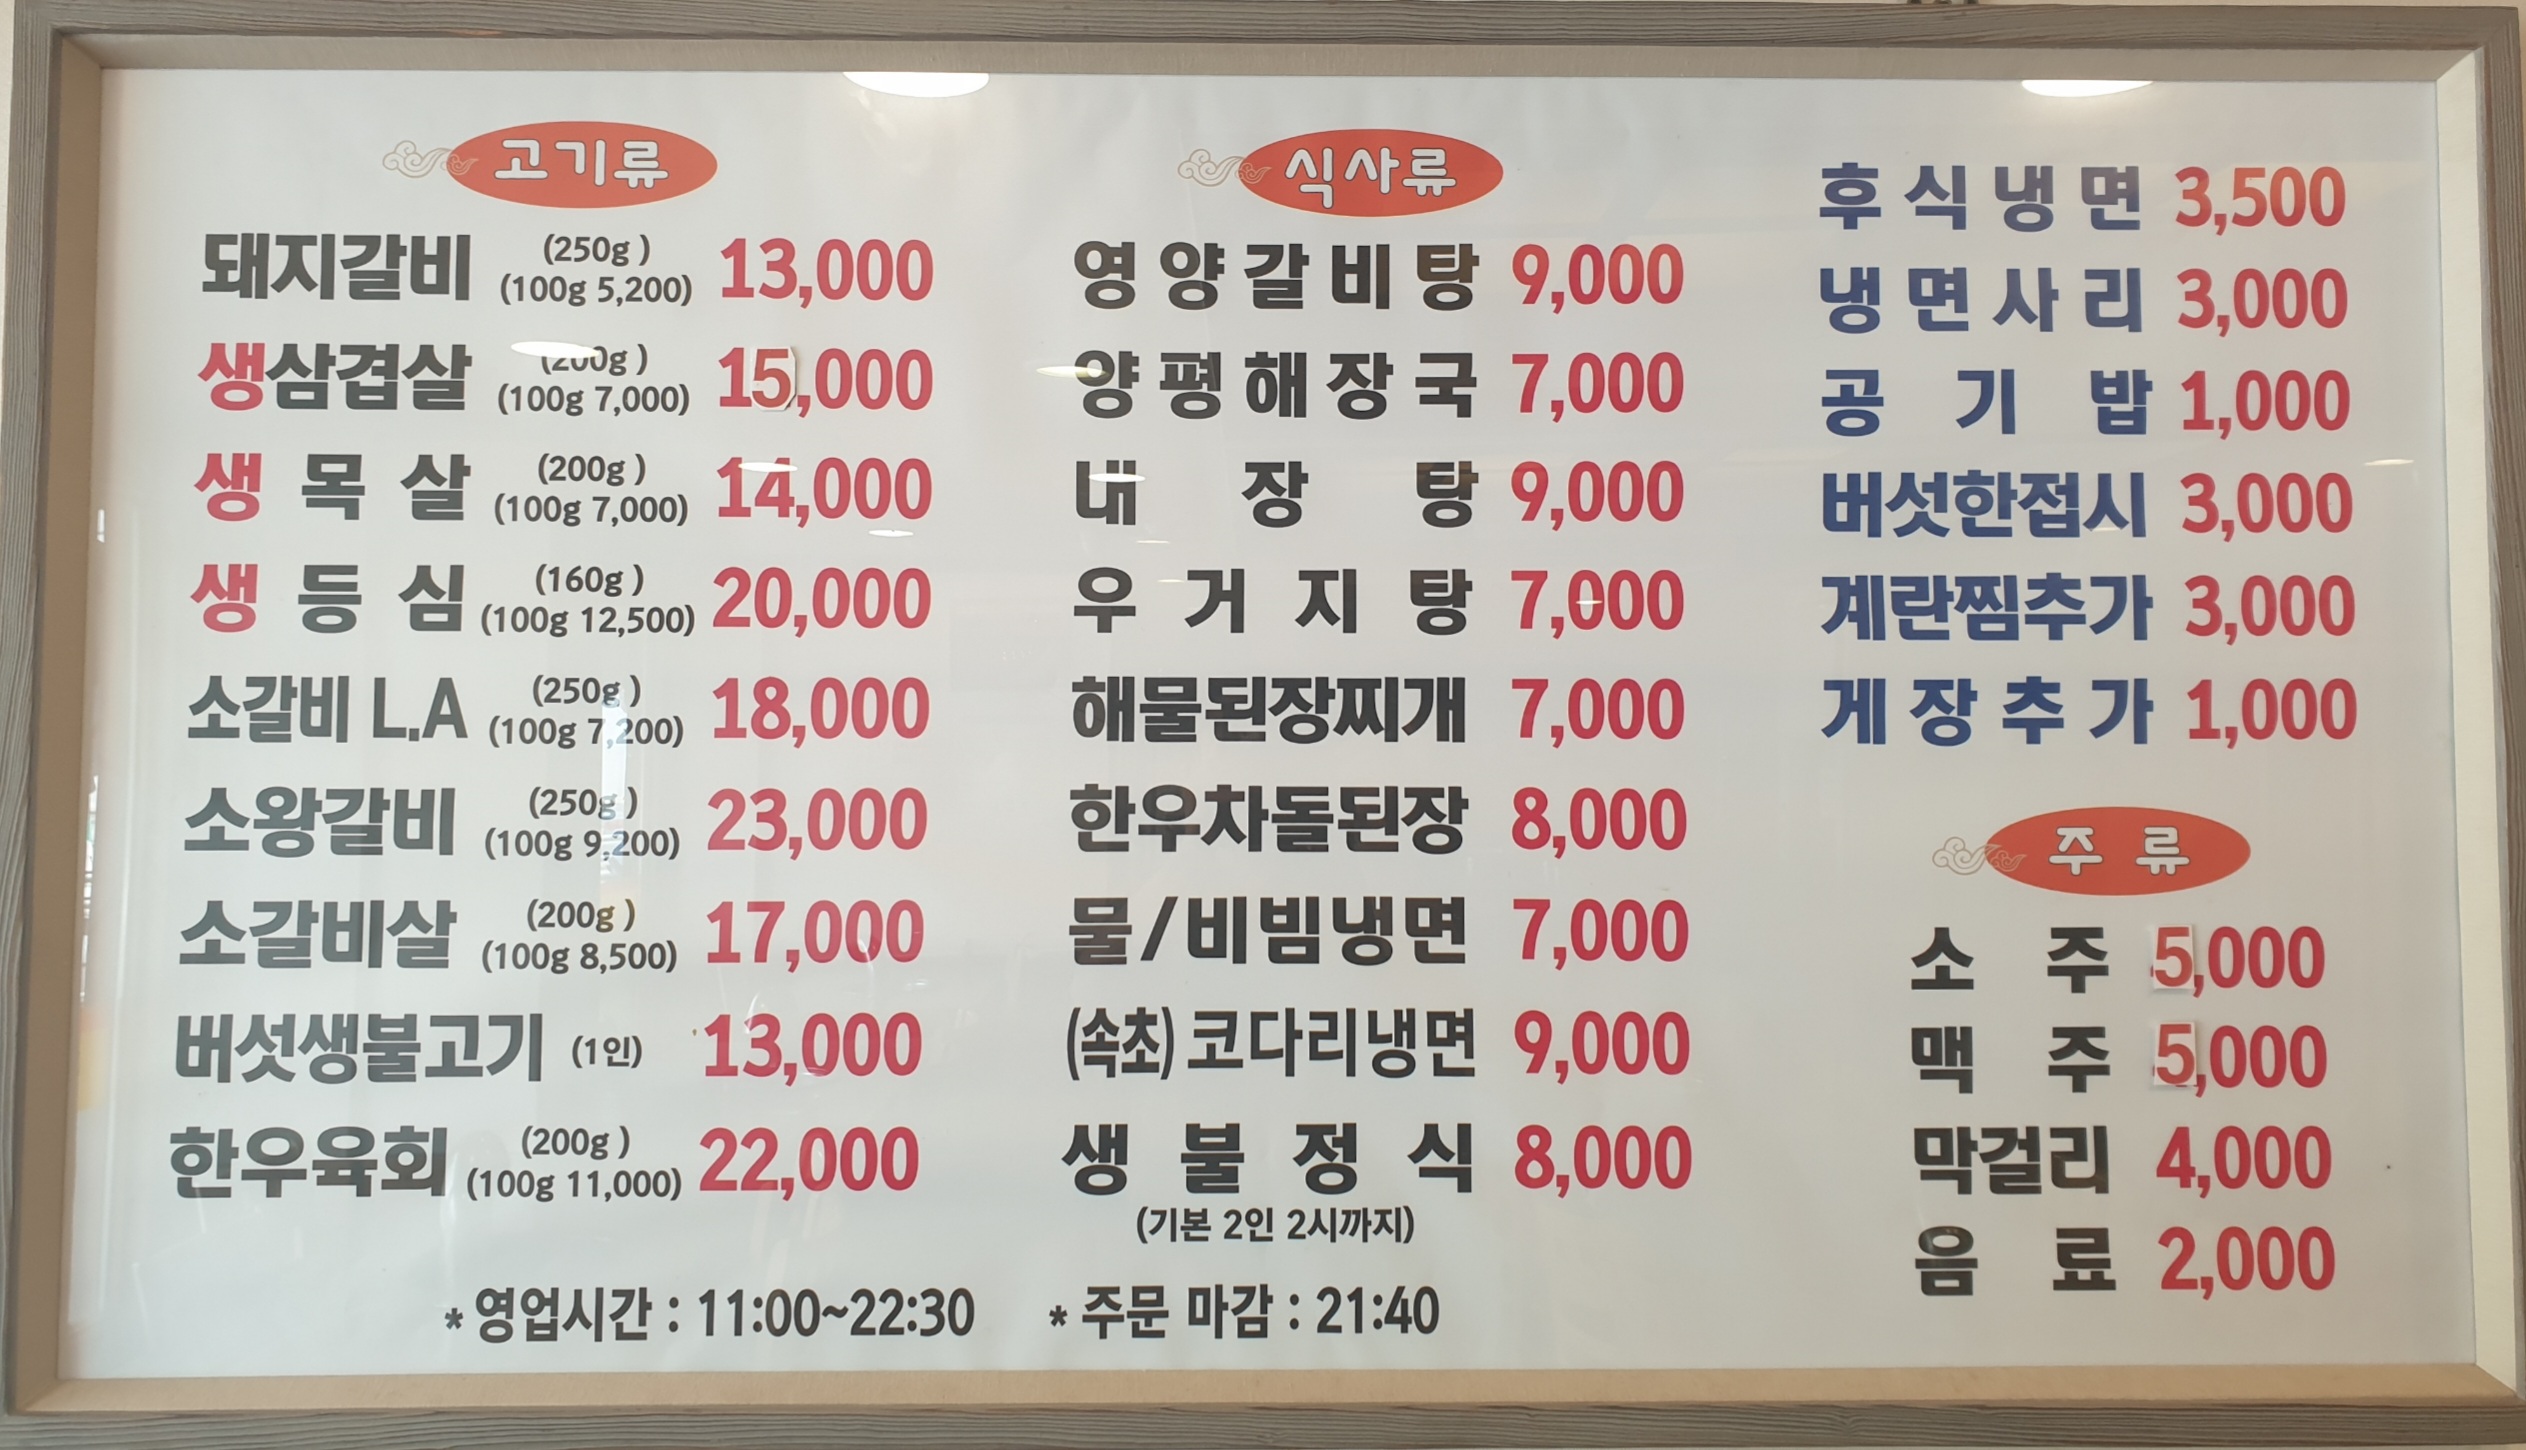 고기류
돼지갈비 (250g) (100g 5,200) 13,000
생삼겹살 (200g) (100g 7,000) 15,000
생목살 (200g) (100g 7,000) 14,000
생등심 (160g) (100g 12,500) 20,000
소갈비 L.A (250g) (100g 7,200) 18,000
소왕갈비 (250g) (100g 9,200) 23,000
소갈비살 (200g) (100g 8,500) 17,000
버섯생불고기 (1인) 13,000
한우육회 (200g) (100g 11,000) 22,000
식사류
영양갈비탕 9,000
양평해장국 7,000
내장탕 9,000
우거지탕 7,000
해물된장찌개 7,000
한우차돌된장 8,000
물/비빔냉면 7,000
(속초)코다리냉면 9,000
생불정식 8,000
(기본 2인 2시까지)
후식냉면 3,500
냉면사리 3,000
공기밥 1,000
버섯한접시 3,000
계란찜추가 3,000
게장추가 1,000
주류
소주 5,000
맥주 5,000
막걸리 4,000
음료 2,000
* 영업시간 : 11:00~22:30 * 주문 마감 : 21:40